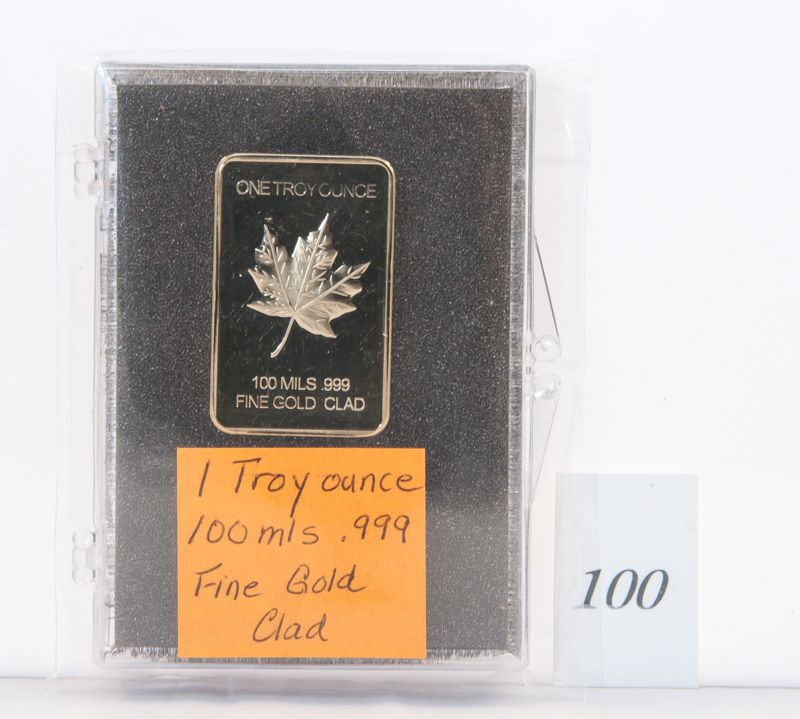 ONE TROY OUNCE
100 MILS .999
FINE GOLD CLAD
1 Troy ounce
100 mls .999
Fine Gold
Clad
100